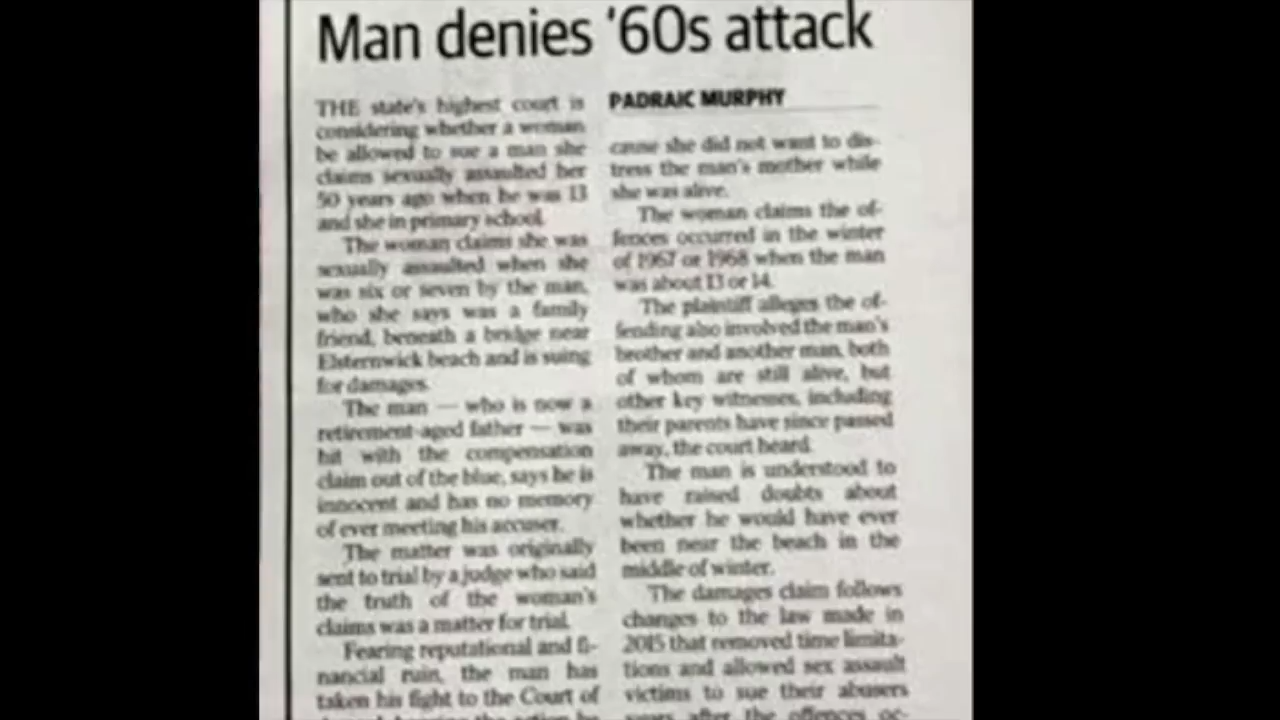 Man denies '60s attack
THE state's highest court is
considering whether a woman
be allowed to sue a man she
claims sexually assaulted her
50 years ago when he was 13
and she in primary school.
The woman claims she was
sexually assaulted when she
was six or seven by the man,
who she says was a family
friend, beneath a bridge near
Elsternwick beach and is suing
for damages.
The man — who is now a
retirement-aged father — was
hit with the compensation
claim out of the blue, says he is
innocent and has no memory
of ever meeting his accuser.
The matter was originally
sent to trial by a judge who said
the truth of the woman's
claims was a matter for trial.
Fearing reputational and fi-
nancial ruin, the man has
taken his fight to the Court of
PADRAIC MURPHY
cause she did not want to dis-
tress the man's mother while
she was alive.
The woman claims the of-
fences occurred in the winter
of 1967 or 1968 when the man
was about 13 or 14.
The plaintiff alleges the of-
fending also involved the man's
brother and another man, both
of whom are still alive, but
other key witnesses, including
their parents have since passed
away, the court heard.
The man is understood to
have raised doubts about
whether he would have ever
been near the beach in the
middle of winter.
The damages claim follows
changes to the law made in
2015 that removed time limita-
tions and allowed sex assault
victims to sue their abusers
years after the offences oc-